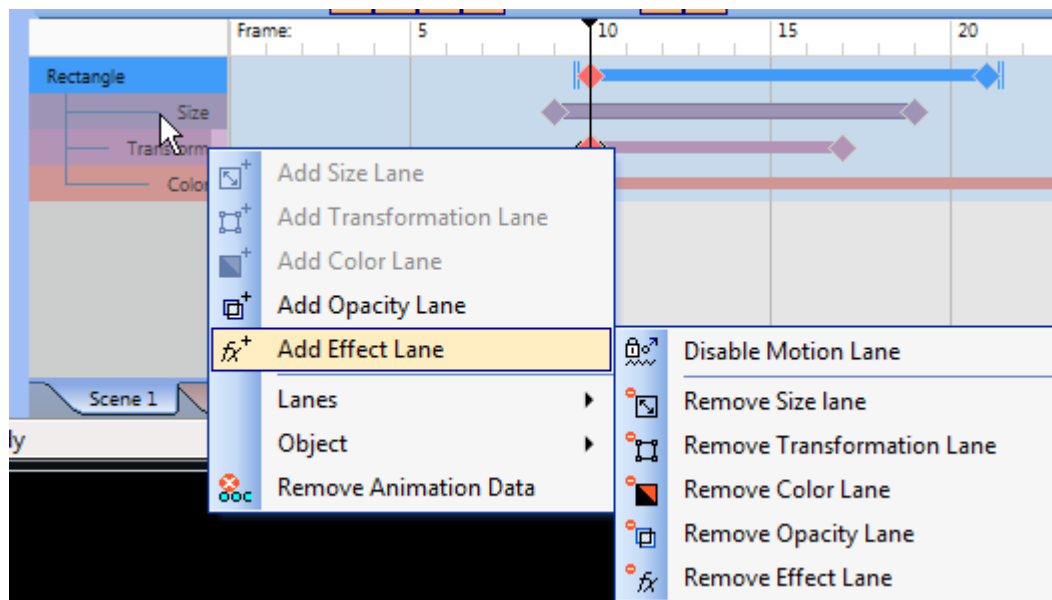 Frame: 5 10 15 20
Rectangle
Size
Transform
Color
Add Size Lane
Add Transformation Lane
Add Color Lane
Add Opacity Lane
Add Effect Lane
Lanes
Object
Remove Animation Data
Disable Motion Lane
Remove Size lane
Remove Transformation Lane
Remove Color Lane
Remove Opacity Lane
Remove Effect Lane
Scene 1
ly